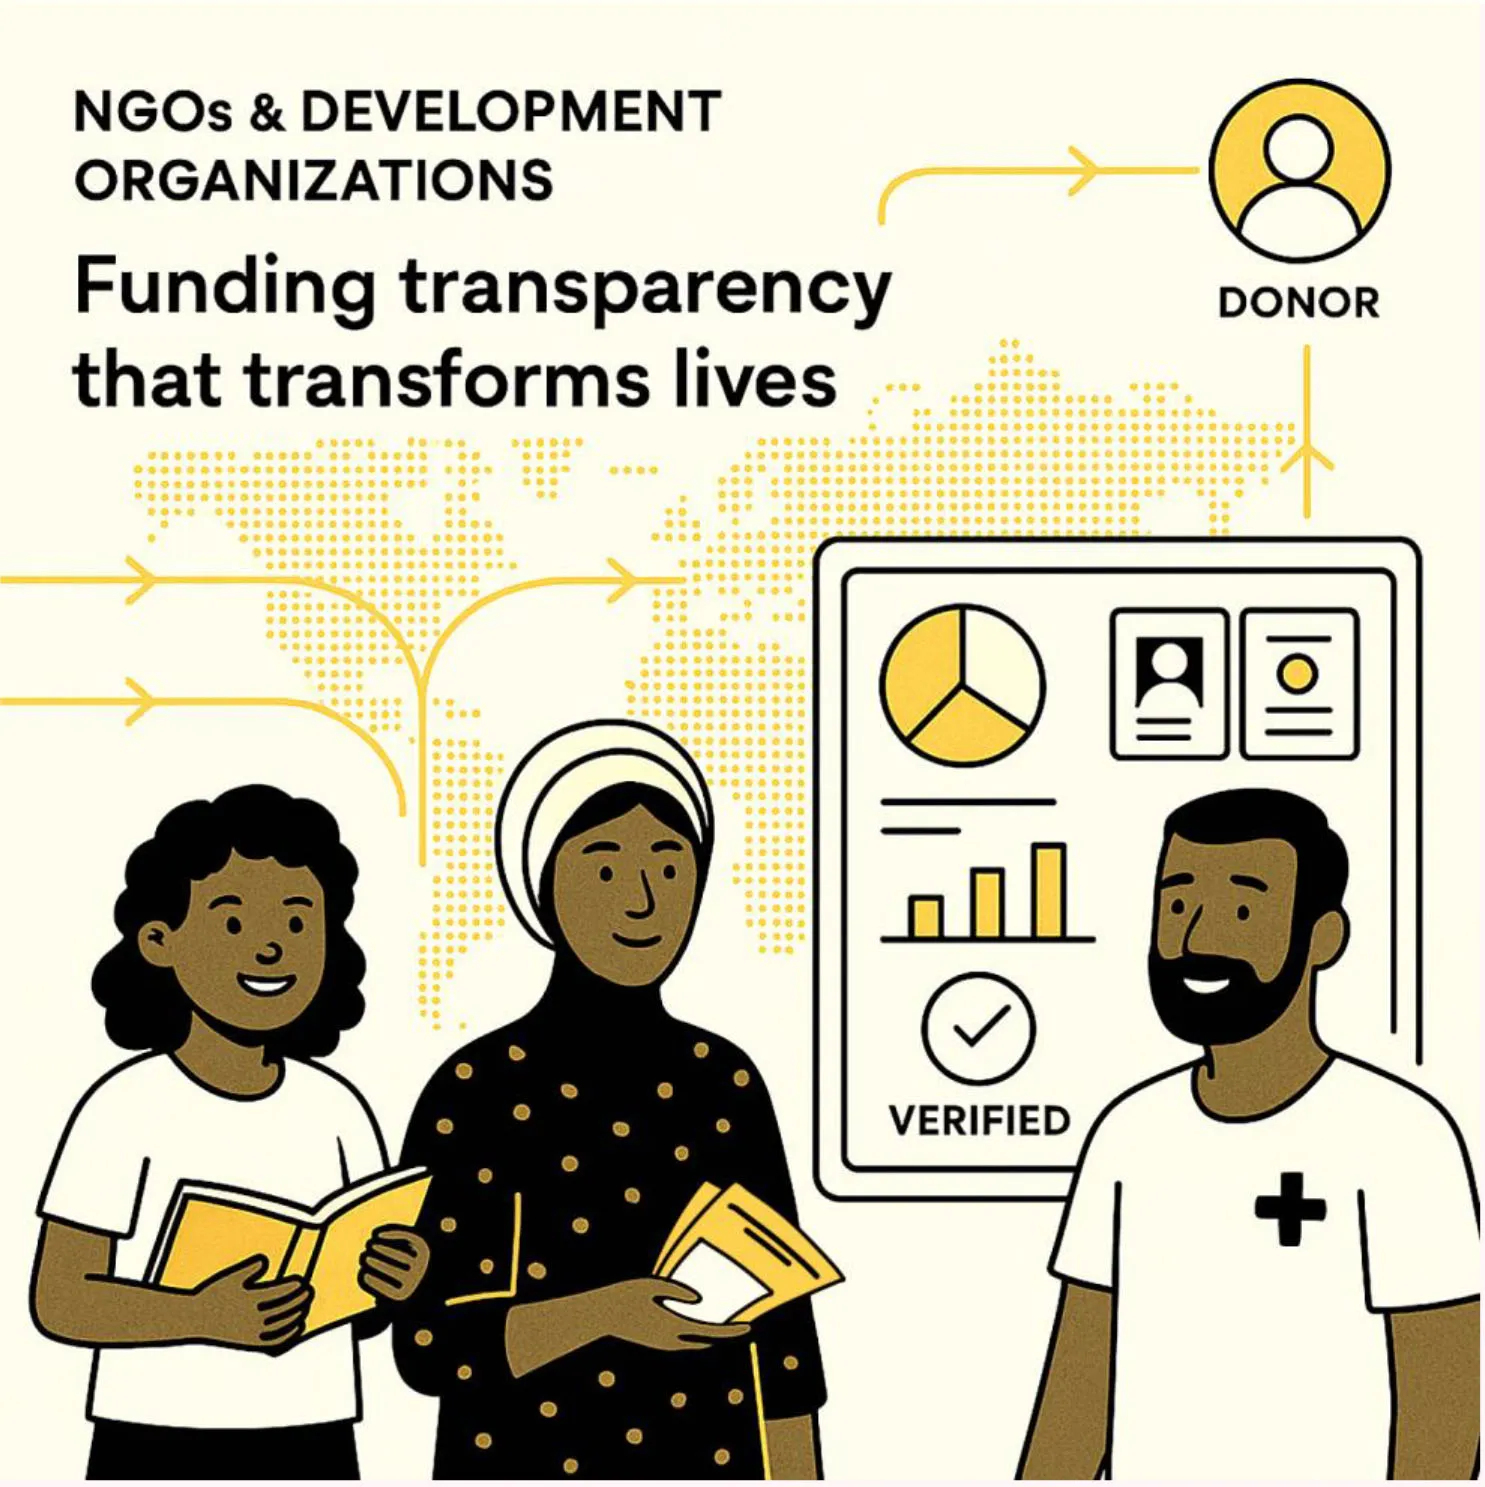 NGOs & DEVELOPMENT
ORGANIZATIONS
Funding transparency
that transforms lives
DONOR
VERIFIED